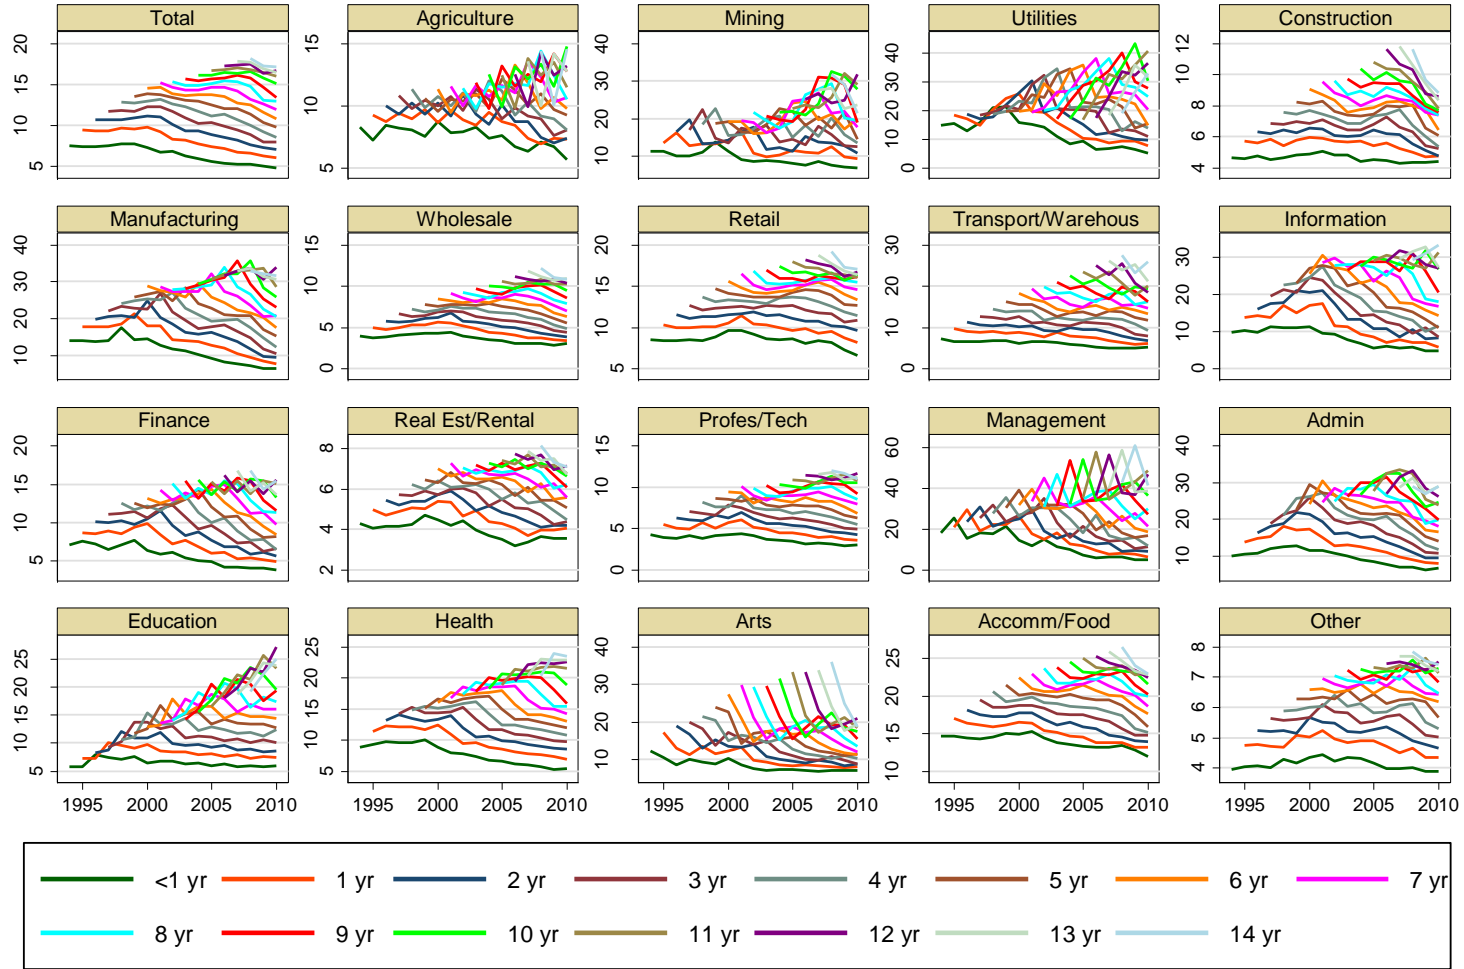 Total Agriculture Mining Utilities Construction
5 10 15 20
5 10 15
10 20 30 40
0 10 20 30 40
4 6 8 10 12
Manufacturing Wholesale Retail Transport/Warehous Information
10 20 30 40
0 5 10 15
5 10 15 20
0 10 20 30
0 10 20 30
Finance Real Est/Rental Profes/Tech Management Admin
5 10 15 20
2 4 6 8
0 5 10 15
0 20 40 60
10 20 30 40
Education Health Arts Accomm/Food Other
5 10 15 20 25
5 10 15 20 25
10 20 30 40
10 15 20 25
4 5 6 7 8
1995 2000 2005 2010 1995 2000 2005 2010 1995 2000 2005 2010 1995 2000 2005 2010 1995 2000 2005 2010
<1 yr 1 yr 2 yr 3 yr 4 yr 5 yr 6 yr 7 yr
8 yr 9 yr 10 yr 11 yr 12 yr 13 yr 14 yr